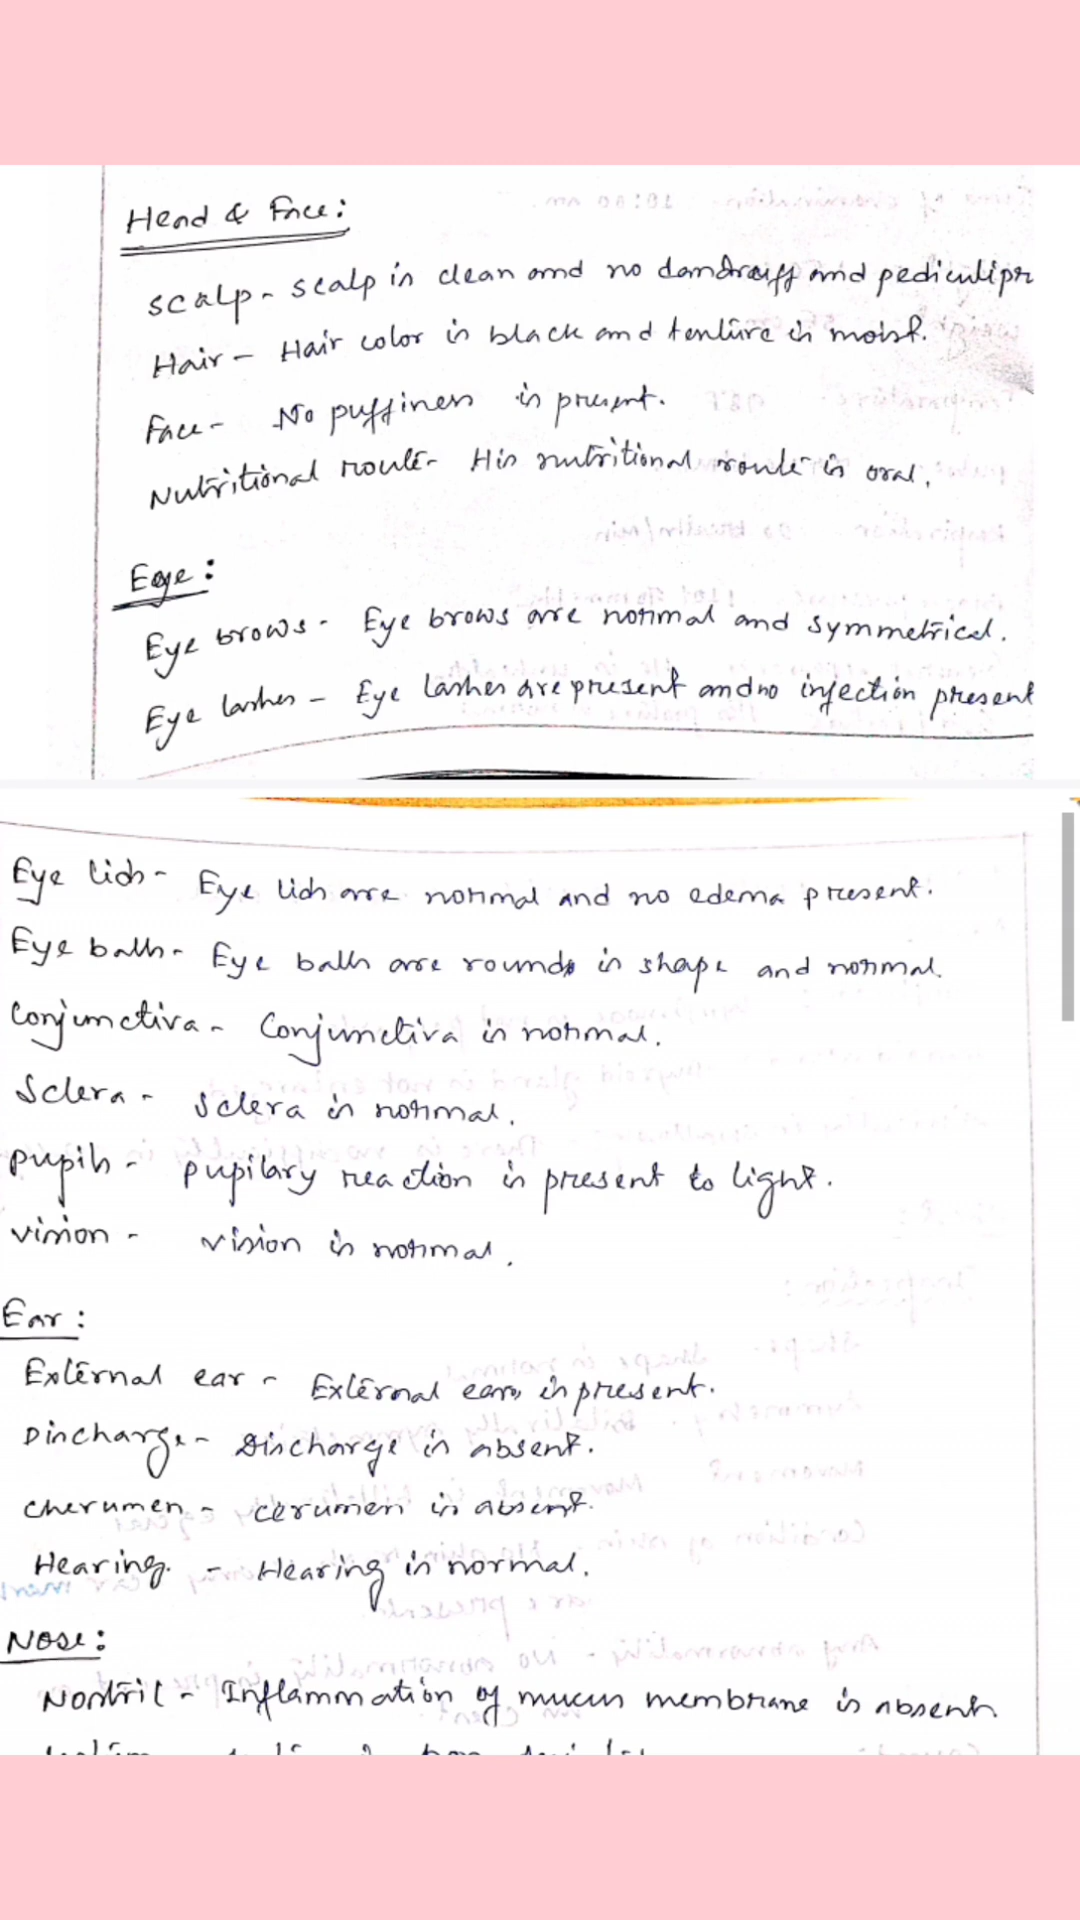 Head & Face:
scalp - scalp is clean and no dandruff and pediculi pr
Hair - Hair color is black and texture is moist.
Face - No puffiness is present.
Nutritional route - His nutritional route is oral.
Eye:
Eye brows - Eye brows are normal and symmetrical.
Eye lashes - Eye lashes are present and no infection present
Eye lids - Eye lids are normal and no edema present.
Eye balls - Eye balls are rounds in shape and normal.
Conjunctiva - Conjunctiva is normal.
Sclera - Sclera is normal.
pupils - pupilary reaction is present to light.
vision - vision is normal.
Ear:
External ear - External ears is present.
Discharge - Discharge is absent.
cherumen - cerumen is absent.
Hearing. - Hearing is normal.
Nose:
Nostril - Inflammation of mucus membrane is absent.